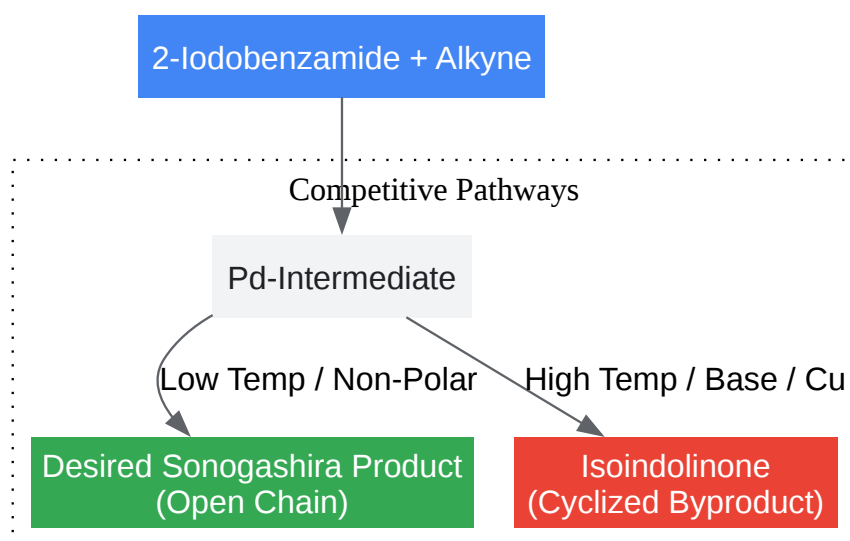 2-Iodobenzamide + Alkyne
Competitive Pathways
Pd-Intermediate
Low Temp / Non-Polar
High Temp / Base / Cu
Desired Sonogashira Product
(Open Chain)
Isoindolinone
(Cyclized Byproduct)